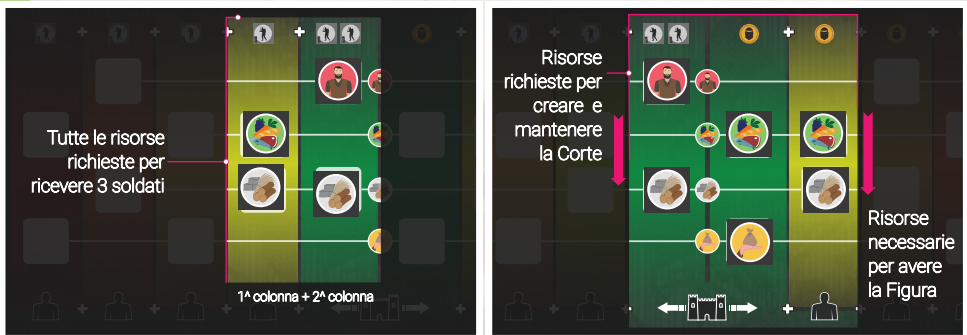 Tutte le risorse
richieste per
ricevere 3 soldati
1^ colonna + 2^ colonna
Risorse
richieste per
creare e
mantenere
la Corte
Risorse
necessarie
per avere
la Figura